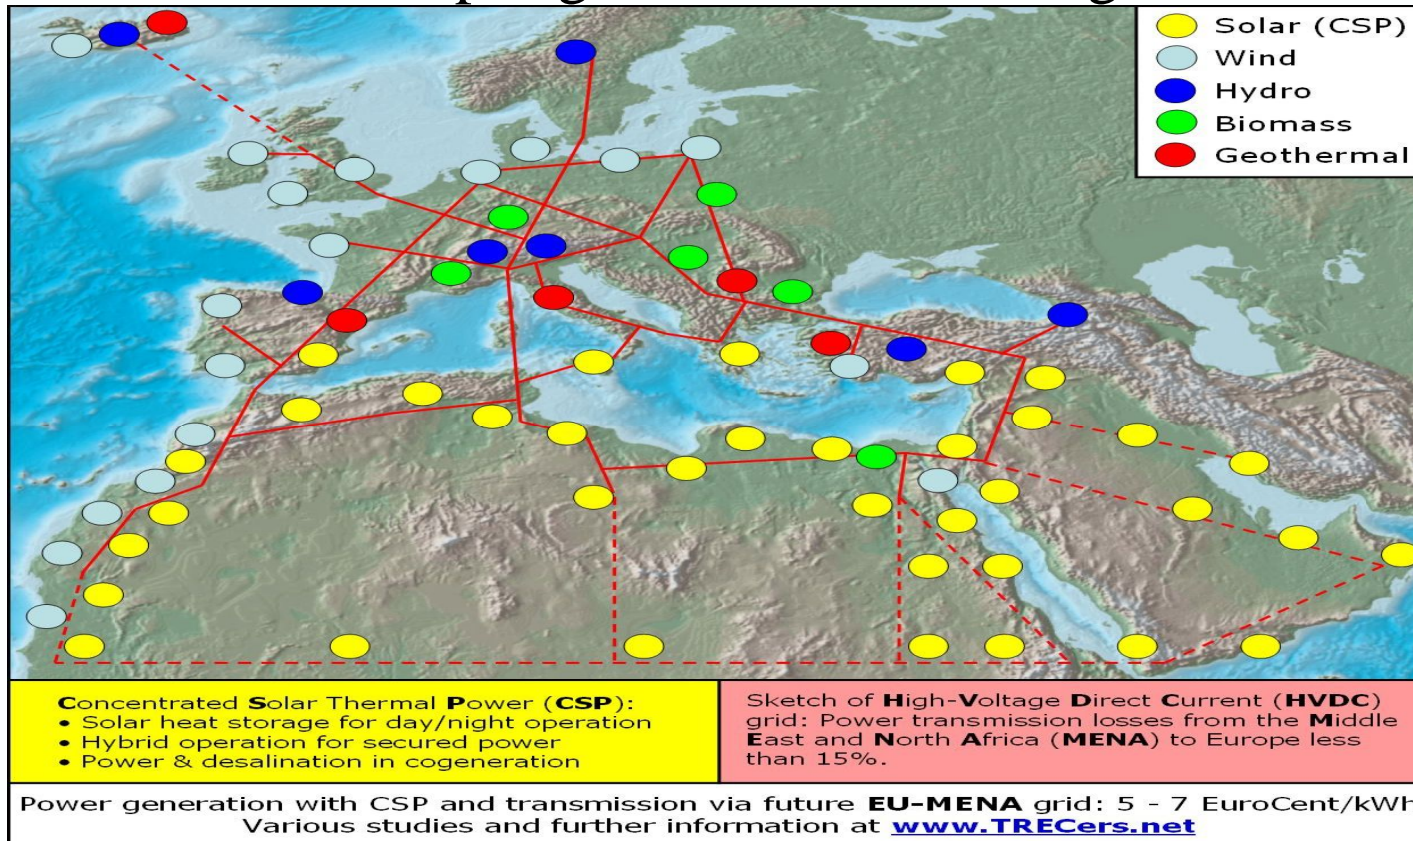 Solar (CSP)
Wind
Hydro
Biomass
Geothermal
Concentrated Solar Thermal Power (CSP):
• Solar heat storage for day/night operation
• Hybrid operation for secured power
• Power & desalination in cogeneration
Sketch of High-Voltage Direct Current (HVDC)
grid: Power transmission losses from the Middle
East and North Africa (MENA) to Europe less
than 15%.
Power generation with CSP and transmission via future EU-MENA grid: 5 - 7 EuroCent/kWh
Various studies and further information at www.TRECers.net